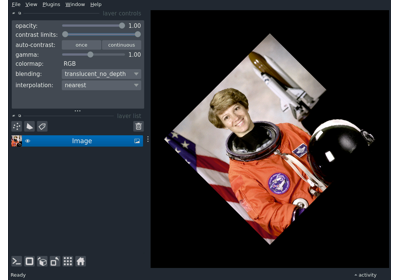 File View Plugins Window Help
layer controls
opacity: 1.00
contrast limits:
auto-contrast: once continuous
gamma: 1.00
colormap: RGB
blending: translucent_no_depth
interpolation: nearest
layer list
Image
Ready activity